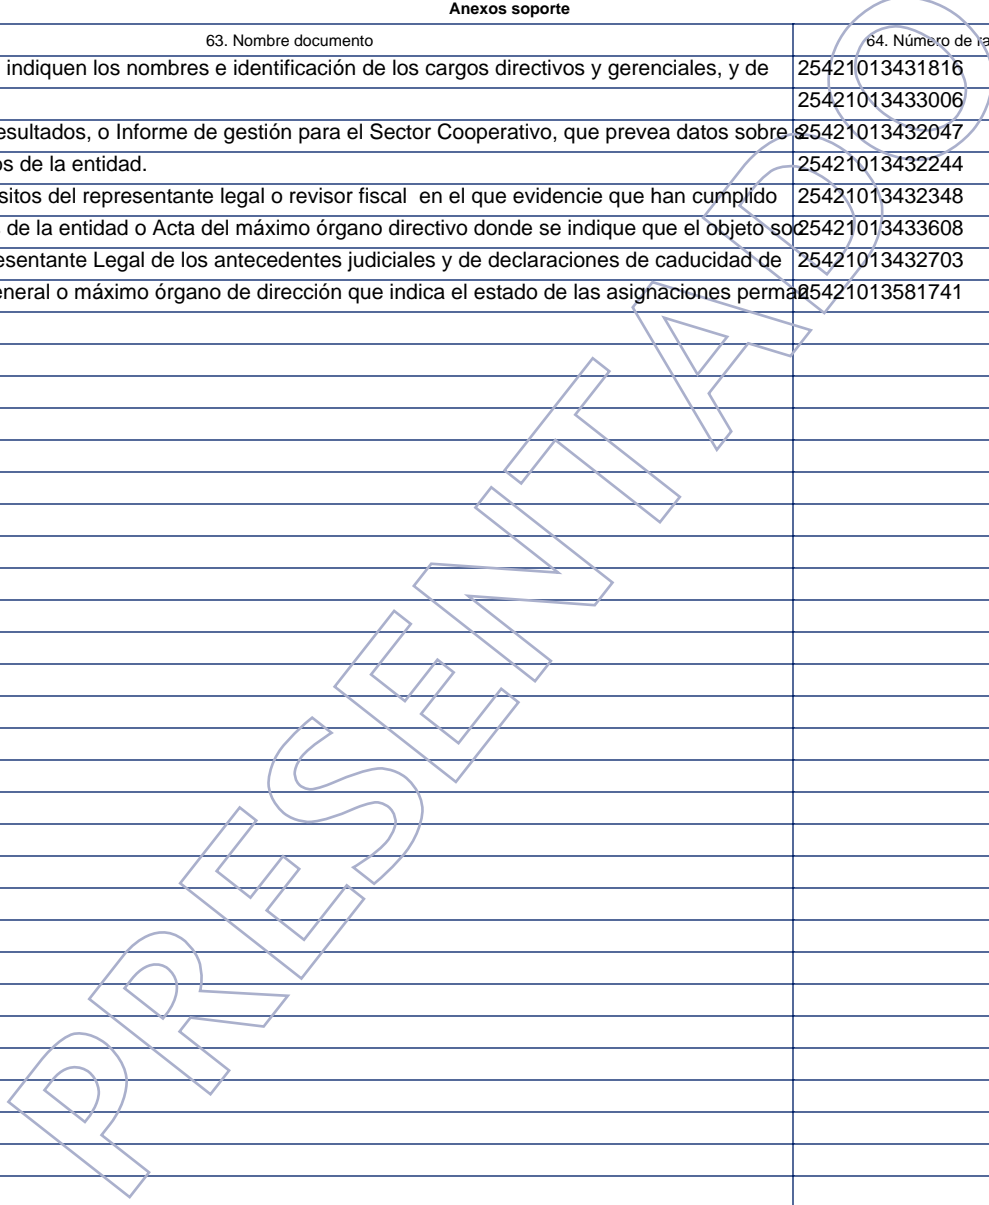 Anexos soporte
63. Nombre documento 64. Número de
indiquen los nombres e identificación de los cargos directivos y gerenciales, y de 25421013431816
25421013433006
esultados, o Informe de gestión para el Sector Cooperativo, que prevea datos sobre 25421013432047
os de la entidad. 25421013432244
sitos del representante legal o revisor fiscal en el que evidencie que han cumplido 25421013432348
de la entidad o Acta del máximo órgano directivo donde se indique que el objeto soc 25421013433608
esentante Legal de los antecedentes judiciales y de declaraciones de caducidad de 25421013432703
eneral o máximo órgano de dirección que indica el estado de las asignaciones perma 25421013581741
PRESENTADO